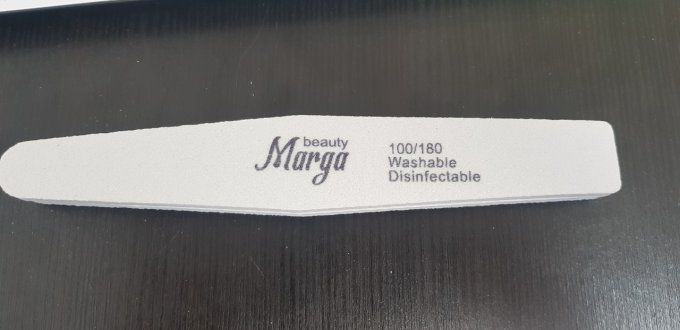 beauty
Marga
100/180
Washable
Disinfectable